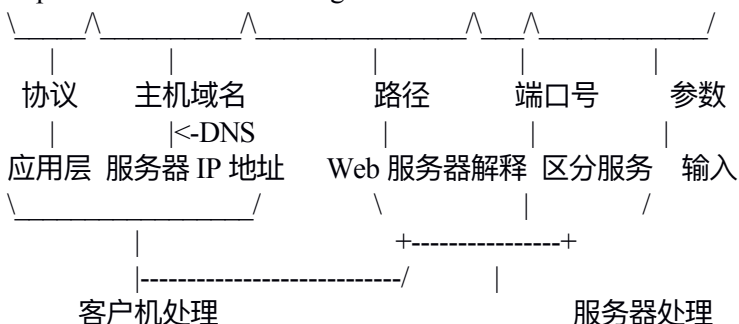 协议 主机域名 路径 端口号 参数
<-DNS
应用层 服务器 IP 地址 Web 服务器解释 区分服务 输入
客户机处理 服务器处理